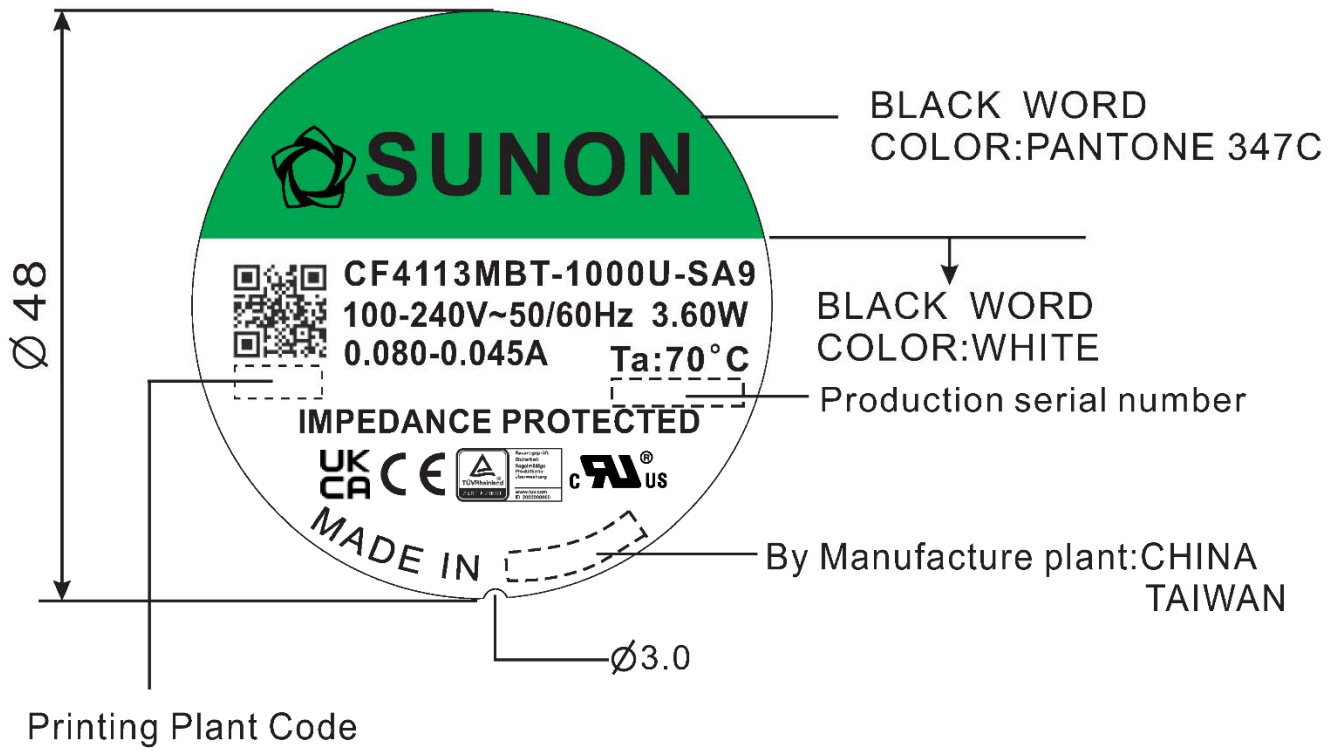 BLACK WORD
COLOR:PANTONE 347C
SUNON
CF4113MBT-1000U-SA9
100-240V~50/60Hz 3.60W
0.080-0.045A Ta:70°C
BLACK WORD
COLOR:WHITE
Production serial number
IMPEDANCE PROTECTED
UK
CA CE
TÜVRheinland
C US ®
MADE IN
By Manufacture plant:CHINA
TAIWAN
Ø48
Ø3.0
Printing Plant Code